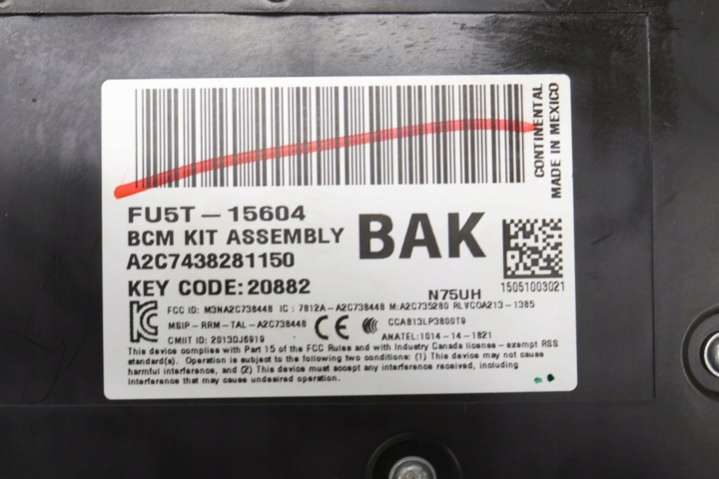 CONTINENTAL
MADE IN MEXICO
FU5T-15604
BCM KIT ASSEMBLY
BAK
A2C7438281150
KEY CODE: 20882
N75UH
15051003021
FCC ID: M3NA2C738448 IC: 7812A-A2C738448 M:A2C735280 RLVCOA213-1385
MSIP-RRM-TAL-A2C738448
CCAB13LP3800T9
CMIIT ID: 2013DJ6919
ANATEL: 1014-14-1821
This device complies with Part 15 of the FCC Rules and with Industry Canada license - exempt RSS
standard(s). Operation is subject to the following two conditions: (1) This device may not cause
harmful interference, and (2) This device must accept any interference received, including
interference that may cause undesired operation.